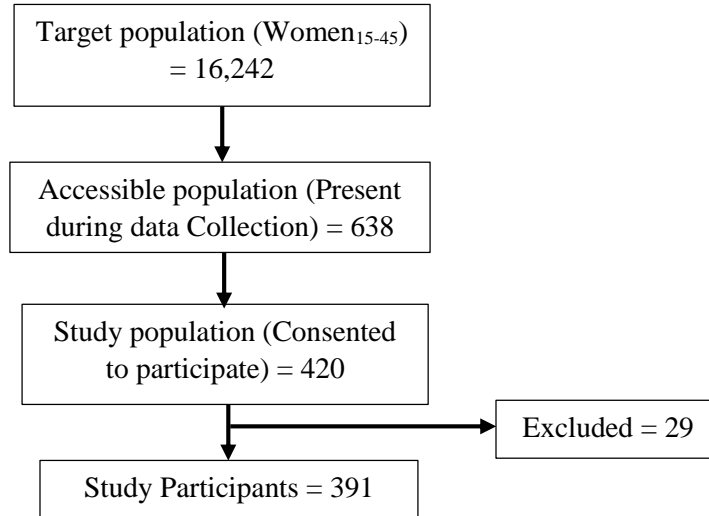 Target population (Women15-45)
= 16,242
Accessible population (Present
during data Collection) = 638
Study population (Consented
to participate) = 420
Excluded = 29
Study Participants = 391